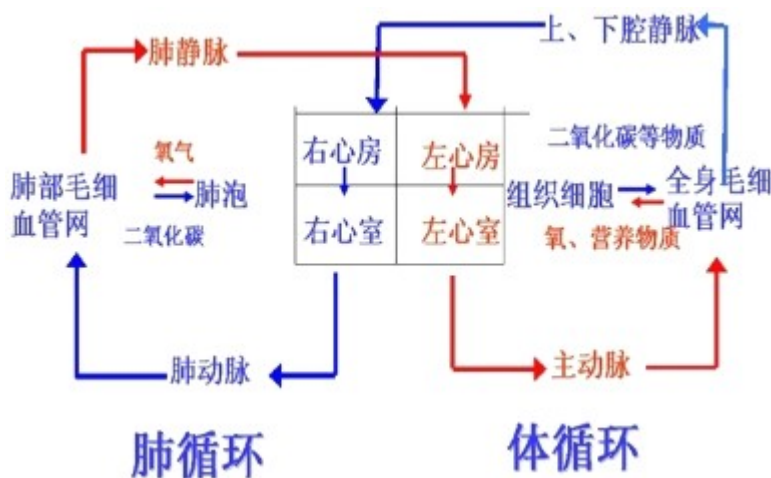 上、下腔静脉
肺静脉
右心房
左心房
二氧化碳等物质
氧气
肺部毛细
血管网
肺泡
组织细胞
全身毛细
血管网
二氧化碳
右心室
左心室
氧、营养物质
肺动脉
主动脉
肺循环
体循环